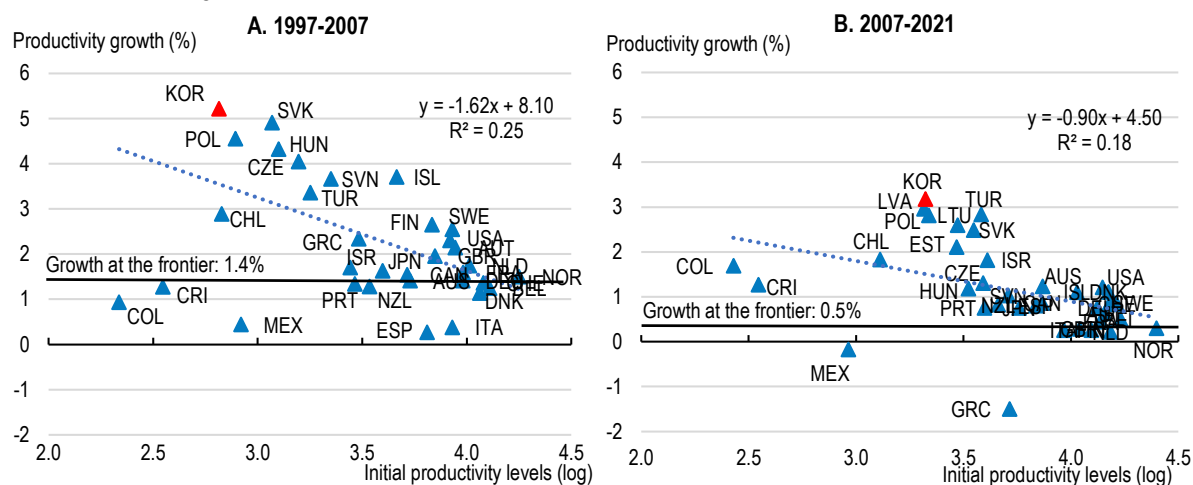 A. 1997-2007
Productivity growth (%)
6
5
4
3
2
1
0
-1
-2
2.0
2.5
3.0
3.5
4.0
4.5
Initial productivity levels (log)
y = -1.62x + 8.10
R² = 0.25
Growth at the frontier: 1.4%
KOR
SVK
POL
HUN
CZE
SVN
ISL
TUR
CHL
FIN
SWE
GRC
USA
AUT
GBR
ISR
JPN
NLD
CAN
NOR
CRI
PRT
NZL
DNK
COL
MEX
ESP
ITA
B. 2007-2021
Productivity growth (%)
6
5
4
3
2
1
0
-1
-2
2.0
2.5
3.0
3.5
4.0
4.5
Initial productivity levels (log)
y = -0.90x + 4.50
R² = 0.18
Growth at the frontier: 0.5%
KOR
LVA
TUR
POL
LTU
SVK
EST
CHL
ISR
COL
CZE
AUS
USA
CRI
HUN
DNK
SWE
PRT
NZL
ESP
NLD
NOR
MEX
GRC